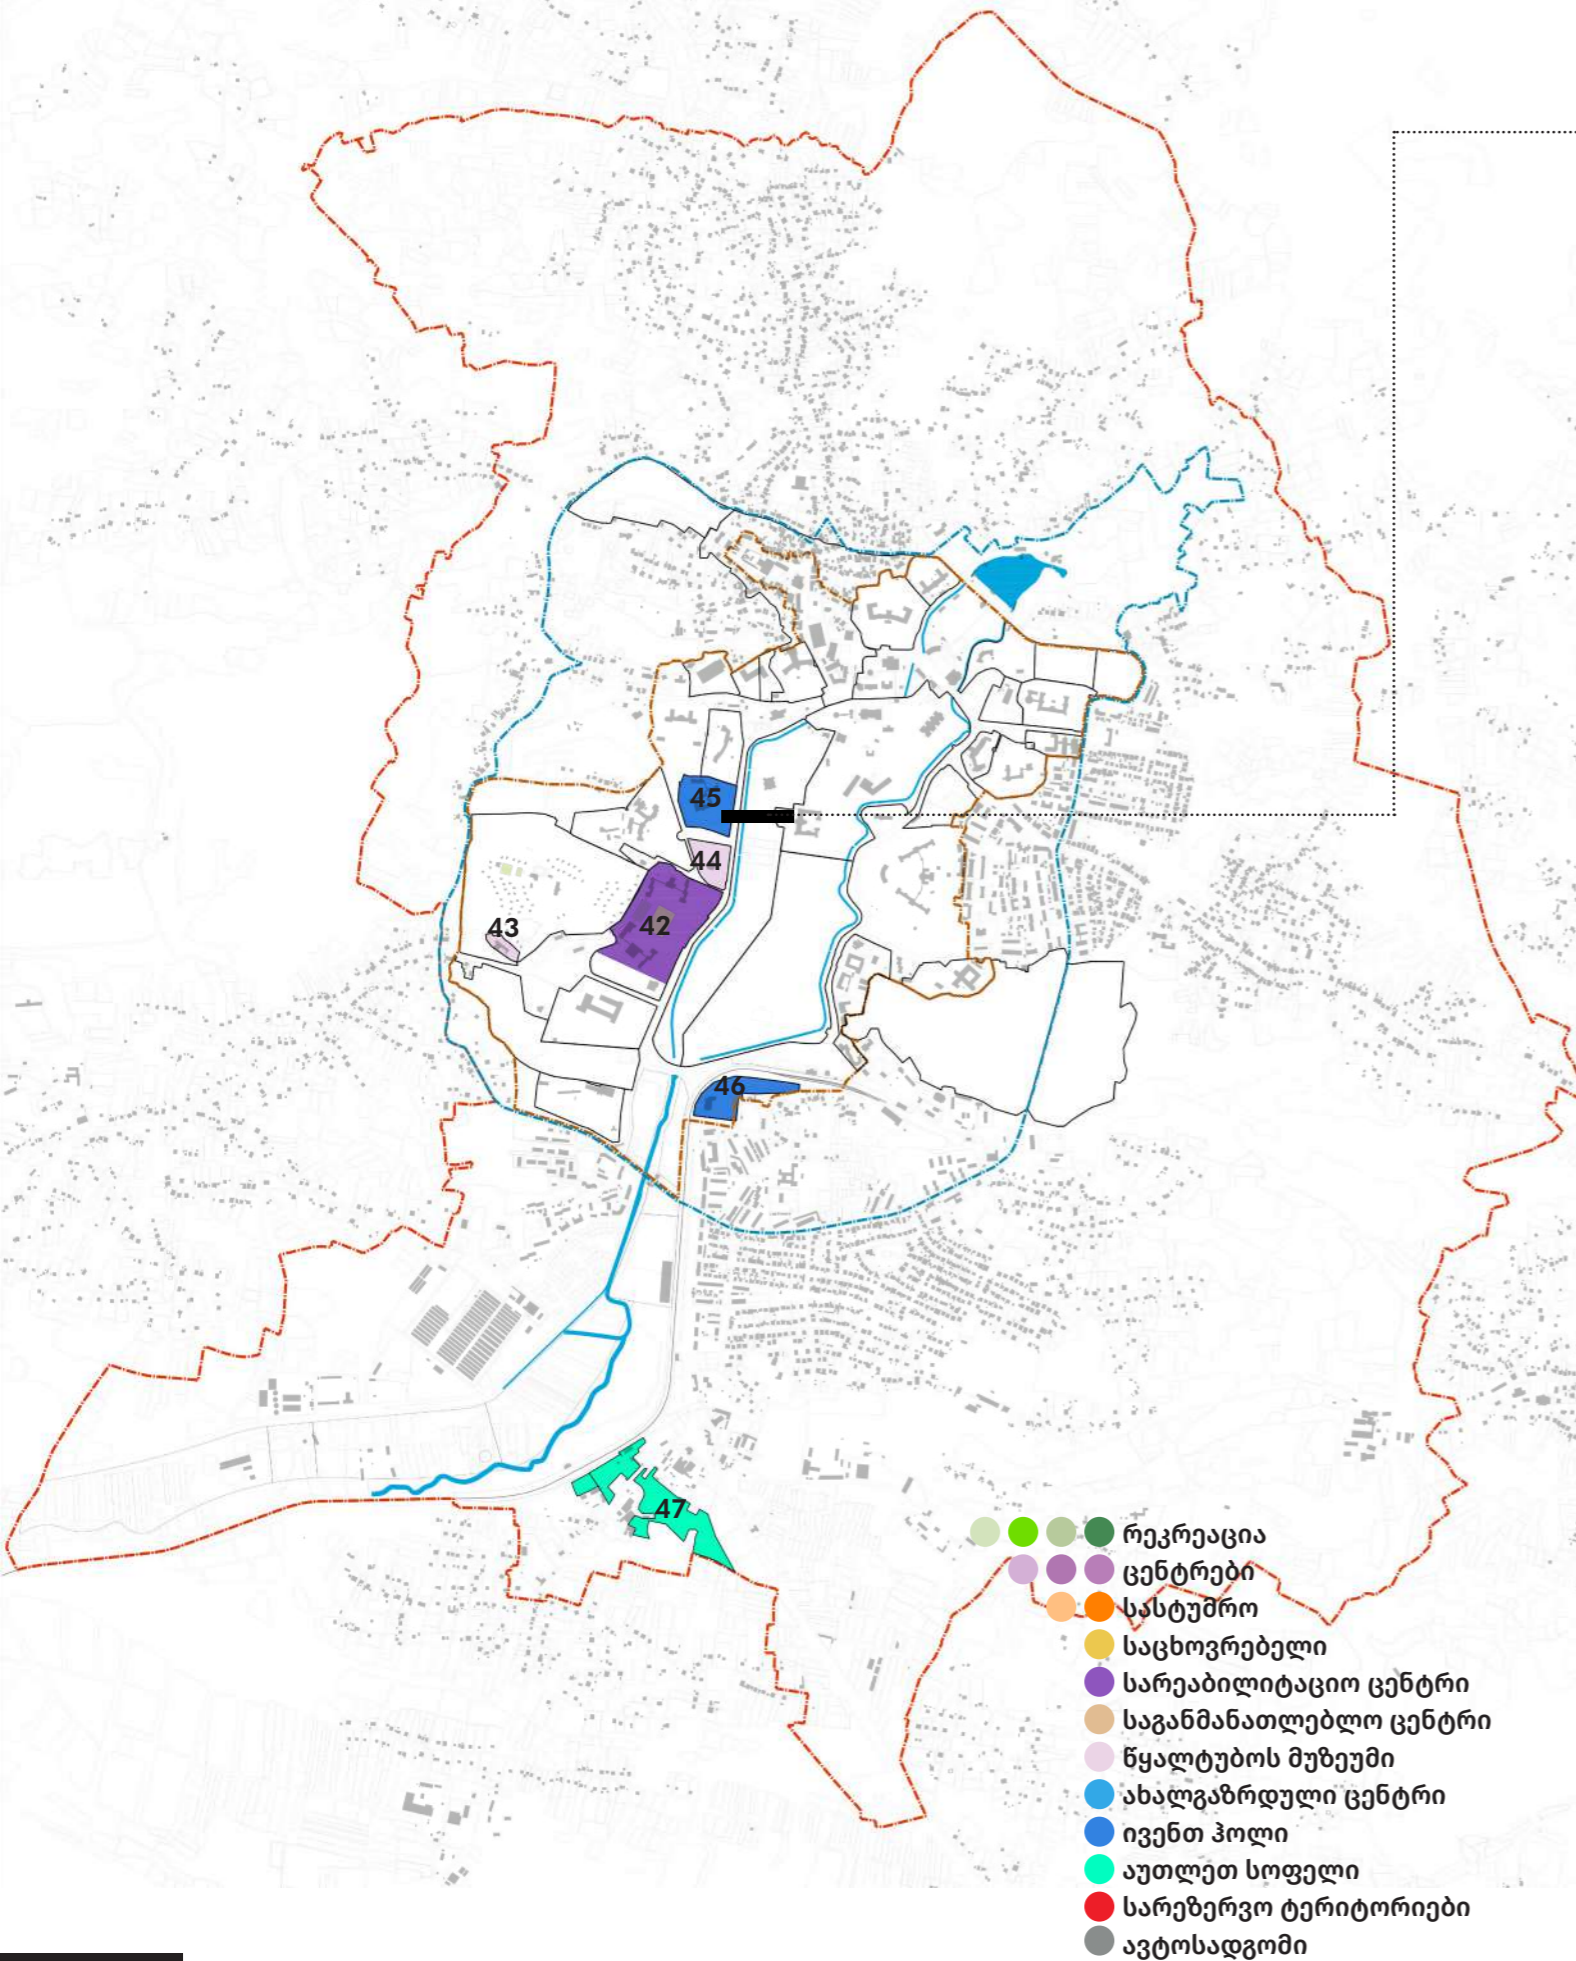 45
44
42
43
46
47
რეკრეაცია
ცენტრები
სასტუმრო
საცხოვრებელი
სარეაბილიტაციო ცენტრი
საგანმანათლებლო ცენტრი
წყალტუბოს მუზეუმი
ახალგაზრდული ცენტრი
ივენთ ჰოლი
აუთლეთ სოფელი
სარეზერვო ტერიტორიები
ავტოსადგომი